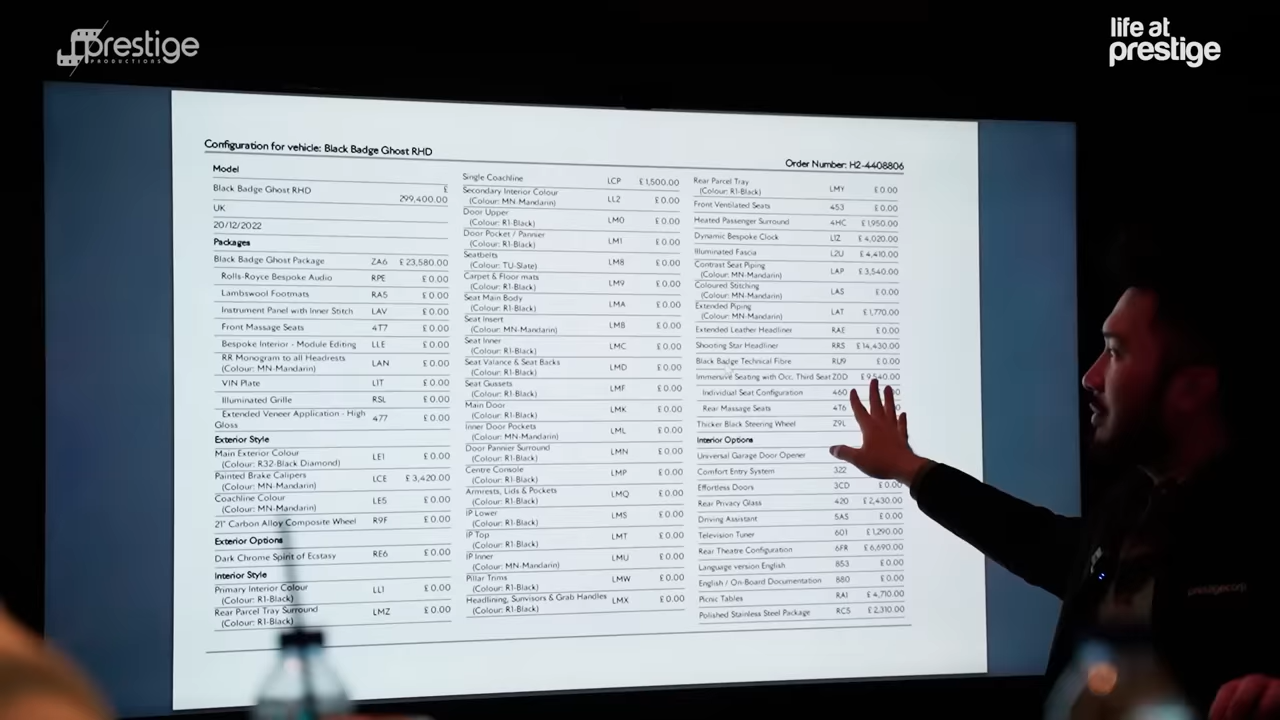 prestige
PRODUCTIONS
life at
prestige
Configuration for vehicle: Black Badge Ghost RHD
Order Number: H2-4408806
Model
Black Badge Ghost RHD £
299,400.00
UK
20/12/2022
Packages
Black Badge Ghost Package ZA6 £ 23,580.00
Rolls-Royce Bespoke Audio RPE £ 0.00
Lambswool Footmats RAS £ 0.00
Instrument Panel with Inner Stitch LAV £ 0.00
Front Massage Seats 4T7 £ 0.00
Bespoke Interior - Module Editing LLE £ 0.00
RR Monogram to all Headrests
(Colour: MN-Mandarin) LAN £ 0.00
VIN Plate LIT £ 0.00
Illuminated Grille RSL £ 0.00
Extended Veneer Application - High
Gloss 477 £ 0.00
Exterior Style
Main Exterior Colour
(Colour: R32-Black Diamond) LE1 £ 0.00
Painted Brake Calipers
(Colour: MN-Mandarin) LCE £ 3,420.00
Coachline Colour
(Colour: MN-Mandarin) LE5 £ 0.00
21" Carbon Alloy Composite Wheel R9F £ 0.00
Exterior Options
Dark Chrome Spirit of Ecstasy RE6 £ 0.00
Interior Style
Primary Interior Colour
(Colour: R1-Black) LL1 £ 0.00
Rear Parcel Tray Surround
(Colour: R1-Black) LMZ £ 0.00
Single Coachline LCP £ 1,500.00
Secondary Interior Colour
(Colour: MN-Mandarin) LL2 £ 0.00
Door Upper
(Colour: R1-Black) LM0 £ 0.00
Door Pocket / Pannier
(Colour: R1-Black) LM1 £ 0.00
Seatbelts
(Colour: TU-Slate) LM8 £ 0.00
Carpet & Floor mats
(Colour: R1-Black) LM9 £ 0.00
Seat Main Body
(Colour: R1-Black) LMA £ 0.00
Seat Insert
(Colour: MN-Mandarin) LMB £ 0.00
Seat Inner
(Colour: R1-Black) LMC £ 0.00
Seat Valance & Seat Backs
(Colour: R1-Black) LMD £ 0.00
Seat Gussets
(Colour: R1-Black) LMF £ 0.00
Main Door
(Colour: R1-Black) LMK £ 0.00
Inner Door Pockets
(Colour: MN-Mandarin) LML £ 0.00
Door Pannier Surround
(Colour: R1-Black) LMN £ 0.00
Centre Console
(Colour: R1-Black) LMP £ 0.00
Armrests, Lids & Pockets
(Colour: R1-Black) LMQ £ 0.00
IP Lower
(Colour: R1-Black) LMS £ 0.00
IP Top
(Colour: R1-Black) LMT £ 0.00
IP Inner
(Colour: MN-Mandarin) LMU £ 0.00
Pillar Trims
(Colour: R1-Black) LMW £ 0.00
Headlining, Sunvisors & Grab Handles
(Colour: R1-Black) LMX £ 0.00
Rear Parcel Tray
(Colour: R1-Black) LMY £ 0.00
Front Ventilated Seats 453 £ 0.00
Heated Passenger Surround 4HC £ 1,950.00
Dynamic Bespoke Clock L1Z £ 4,020.00
Illuminated Fascia L2U £ 4,410.00
Contrast Seat Piping
(Colour: MN-Mandarin) LAP £ 3,540.00
Coloured Stitching
(Colour: MN-Mandarin) LAS £ 0.00
Extended Piping
(Colour: MN-Mandarin) LAT £ 1,770.00
Extended Leather Headliner RAE £ 0.00
Shooting Star Headliner RRS £ 14,430.00
Black Badge Technical Fibre RU9 £ 0.00
Immersive Seating with Occ. Third Seat Z0D £ 9,540.00
Individual Seat Configuration 460
Rear Massage Seats 4T6
Thicker Black Steering Wheel Z9L
Interior Options
Universal Garage Door Opener
Comfort Entry System 322
Effortless Doors 3CD £ 0.00
Rear Privacy Glass 420 £ 2,430.00
Driving Assistant 5AS £ 0.00
Television Tuner 601 £ 1,290.00
Rear Theatre Configuration 6FR £ 6,690.00
Language version English 853 £ 0.00
English / On-Board Documentation 880 £ 0.00
Picnic Tables RA1 £ 4,710.00
Polished Stainless Steel Package RCS £ 2,310.00
prestigecorp